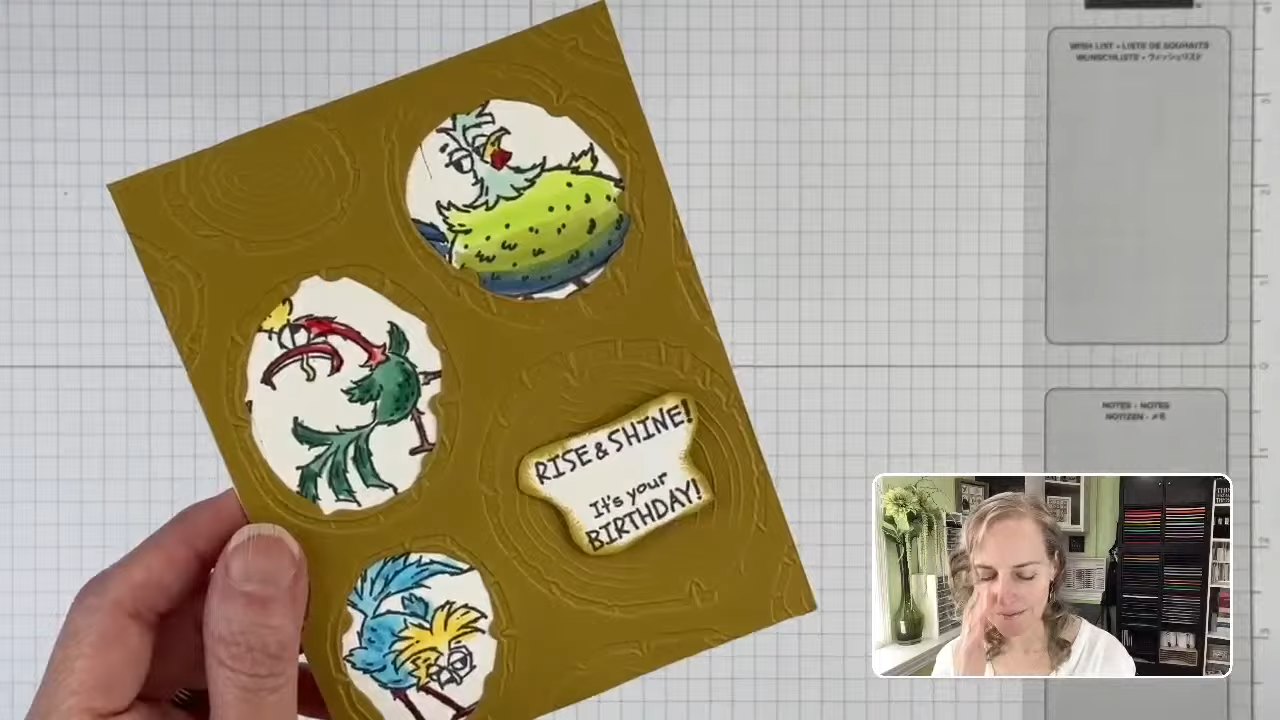 WISH LIST • LISTE DE SOUHAITS
WUNSCHLISTE • ウィッシュリスト
NOTES • NOTES
NOTIZEN • メモ
RISE & SHINE!
It's your
BIRTHDAY!